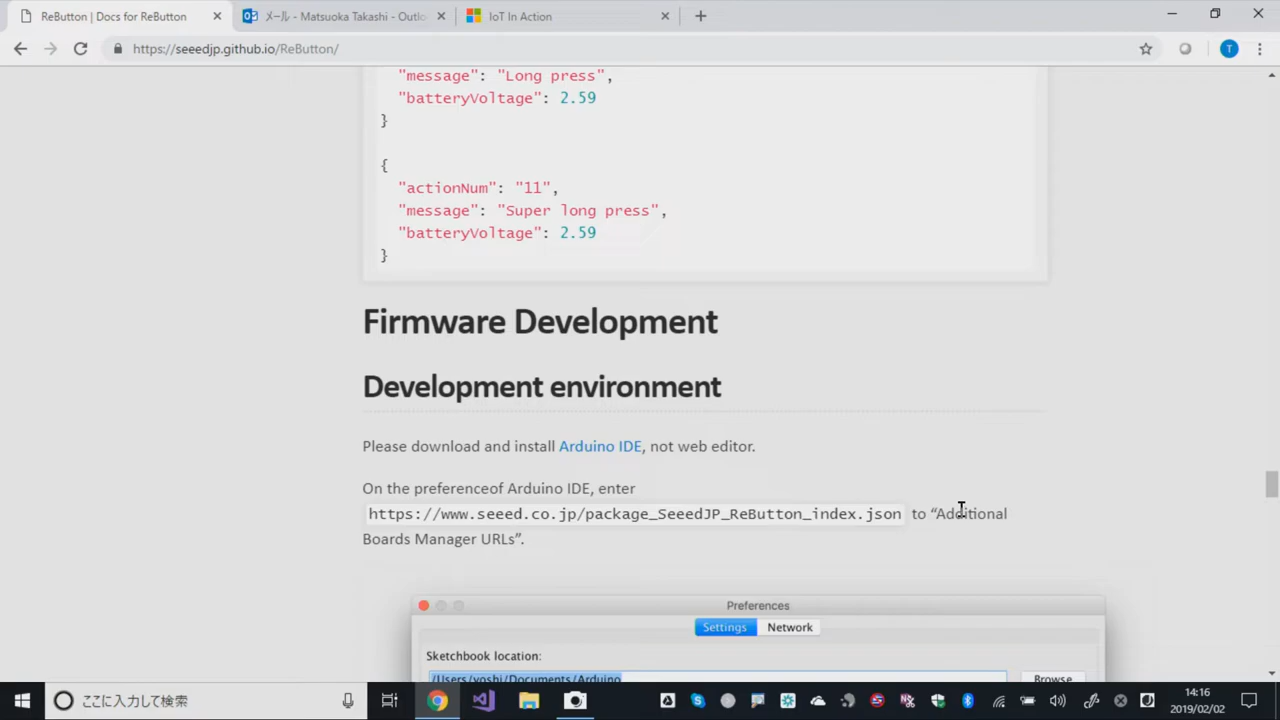 ReButton | Docs for ReButton
メール - Matsuoka Takashi - Outlo
IoT In Action
https://seeedjp.github.io/ReButton/
T
"message": "Long press",
"batteryVoltage": 2.59
}
{
"actionNum": "11",
"message": "Super long press",
"batteryVoltage": 2.59
}
Firmware Development
Development environment
Please download and install Arduino IDE, not web editor.
On the preferenceof Arduino IDE, enter
https://www.seeed.co.jp/package_SeeedJP_ReButton_index.json to “Additional
Boards Manager URLs”.
Preferences
Settings Network
Sketchbook location:
/Users/yoshi/Documents/Arduino
Browse
ここに入力して検索
14:16
2019/02/02